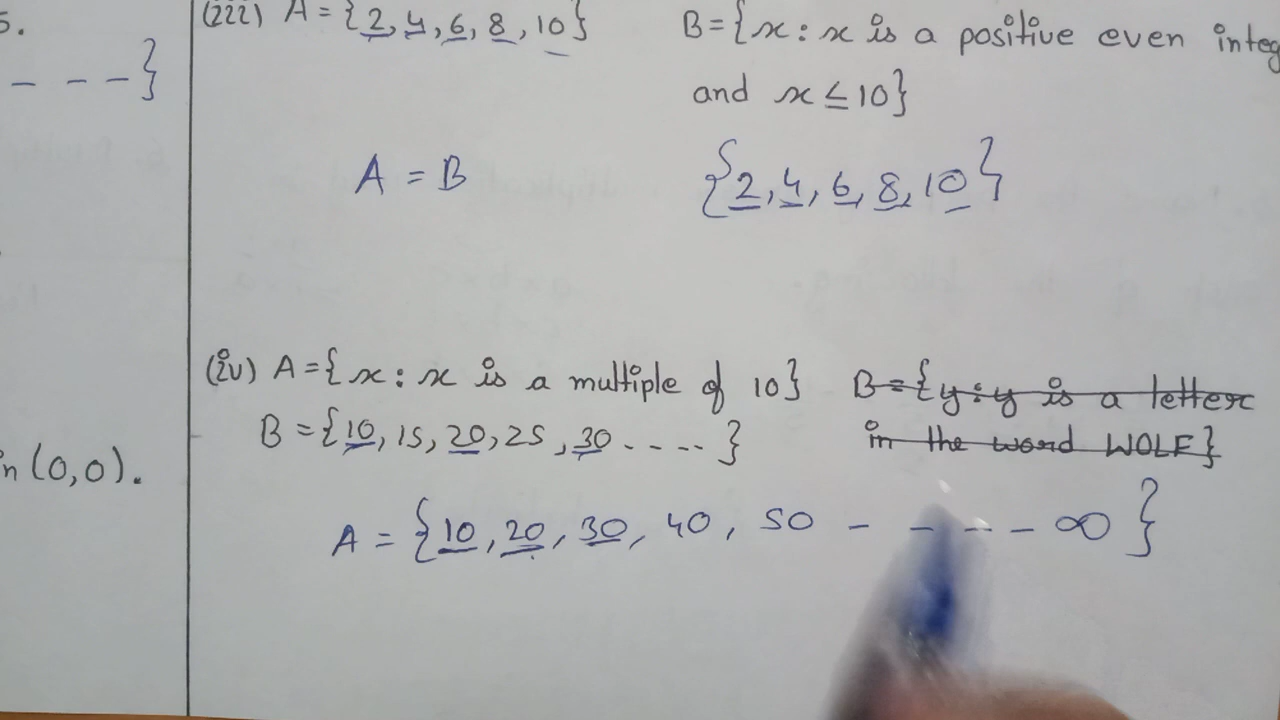 5.
- - - -}
(iii) A = {2, 4, 6, 8, 10} B = {x : x is a positive even integ
and x ≤ 10}
A = B {2, 4, 6, 8, 10}
(iv) A = {x : x is a multiple of 10} B = {y : y is a letter
B = {10, 15, 20, 25, 30 - - - - - } in the word WOLF}
n (0,0).
A = {10, 20, 30, 40, 50 - - - - ∞}